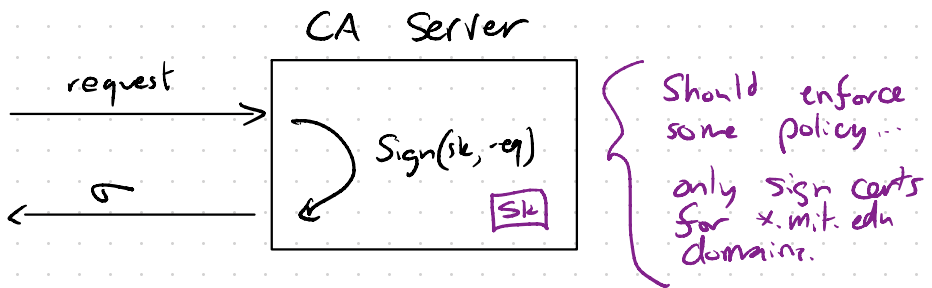 CA Server
request
Sign(sk, req)
σ
sk
Should enforce
some policy...
only sign certs
for *.mit.edu
domains.